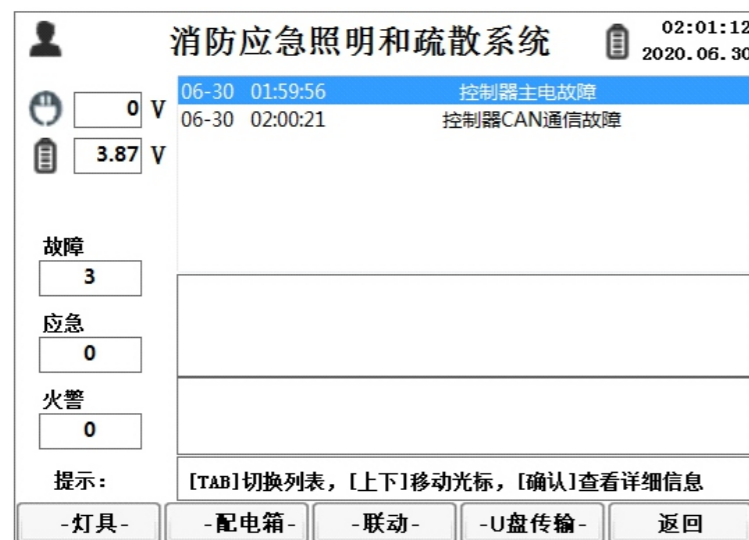 消防应急照明和疏散系统
02:01:12
2020.06.30
0 V
3.87 V
06-30 01:59:56 控制器主电故障
06-30 02:00:21 控制器CAN通信故障
故障
3
应急
0
火警
0
提示: [TAB]切换列表，[上下]移动光标，[确认]查看详细信息
-灯具- -配电箱- -联动- -U盘传输- 返回